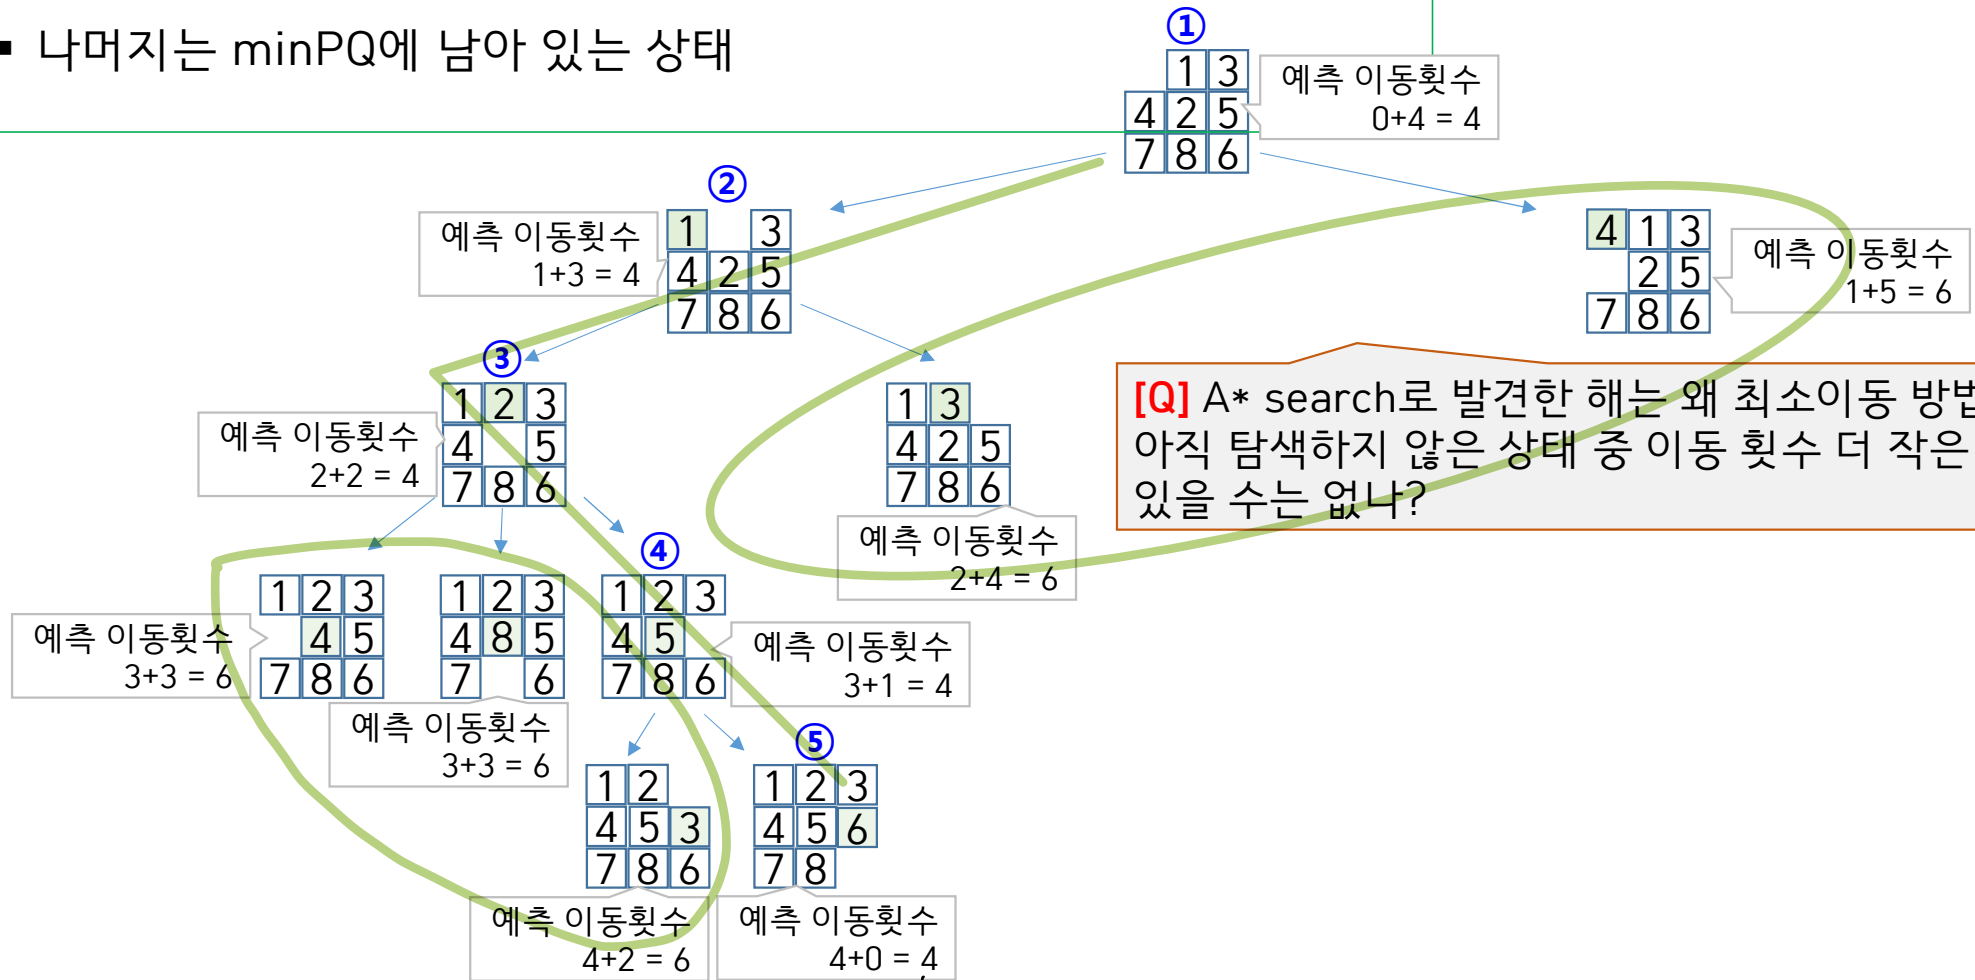 ▪ 나머지는 minPQ에 남아 있는 상태
①
1 3
4 2 5
7 8 6
예측 이동횟수
0+4 = 4
②
1 3
4 2 5
7 8 6
예측 이동횟수
1+3 = 4
4 1 3
2 5
7 8 6
예측 이동횟수
1+5 = 6
③
1 2 3
4 5
7 8 6
예측 이동횟수
2+2 = 4
1 3
4 2 5
7 8 6
예측 이동횟수
2+4 = 6
[Q] A* search로 발견한 해는 왜 최소이동 방법
아직 탐색하지 않은 상태 중 이동 횟수 더 작은
있을 수는 없나?
1 2 3
4 5
7 8 6
예측 이동횟수
3+3 = 6
1 2 3
4 8 5
7 6
예측 이동횟수
3+3 = 6
④
1 2 3
4 5
7 8 6
예측 이동횟수
3+1 = 4
1 2
4 5 3
7 8 6
예측 이동횟수
4+2 = 6
⑤
1 2 3
4 5 6
7 8
예측 이동횟수
4+0 = 4